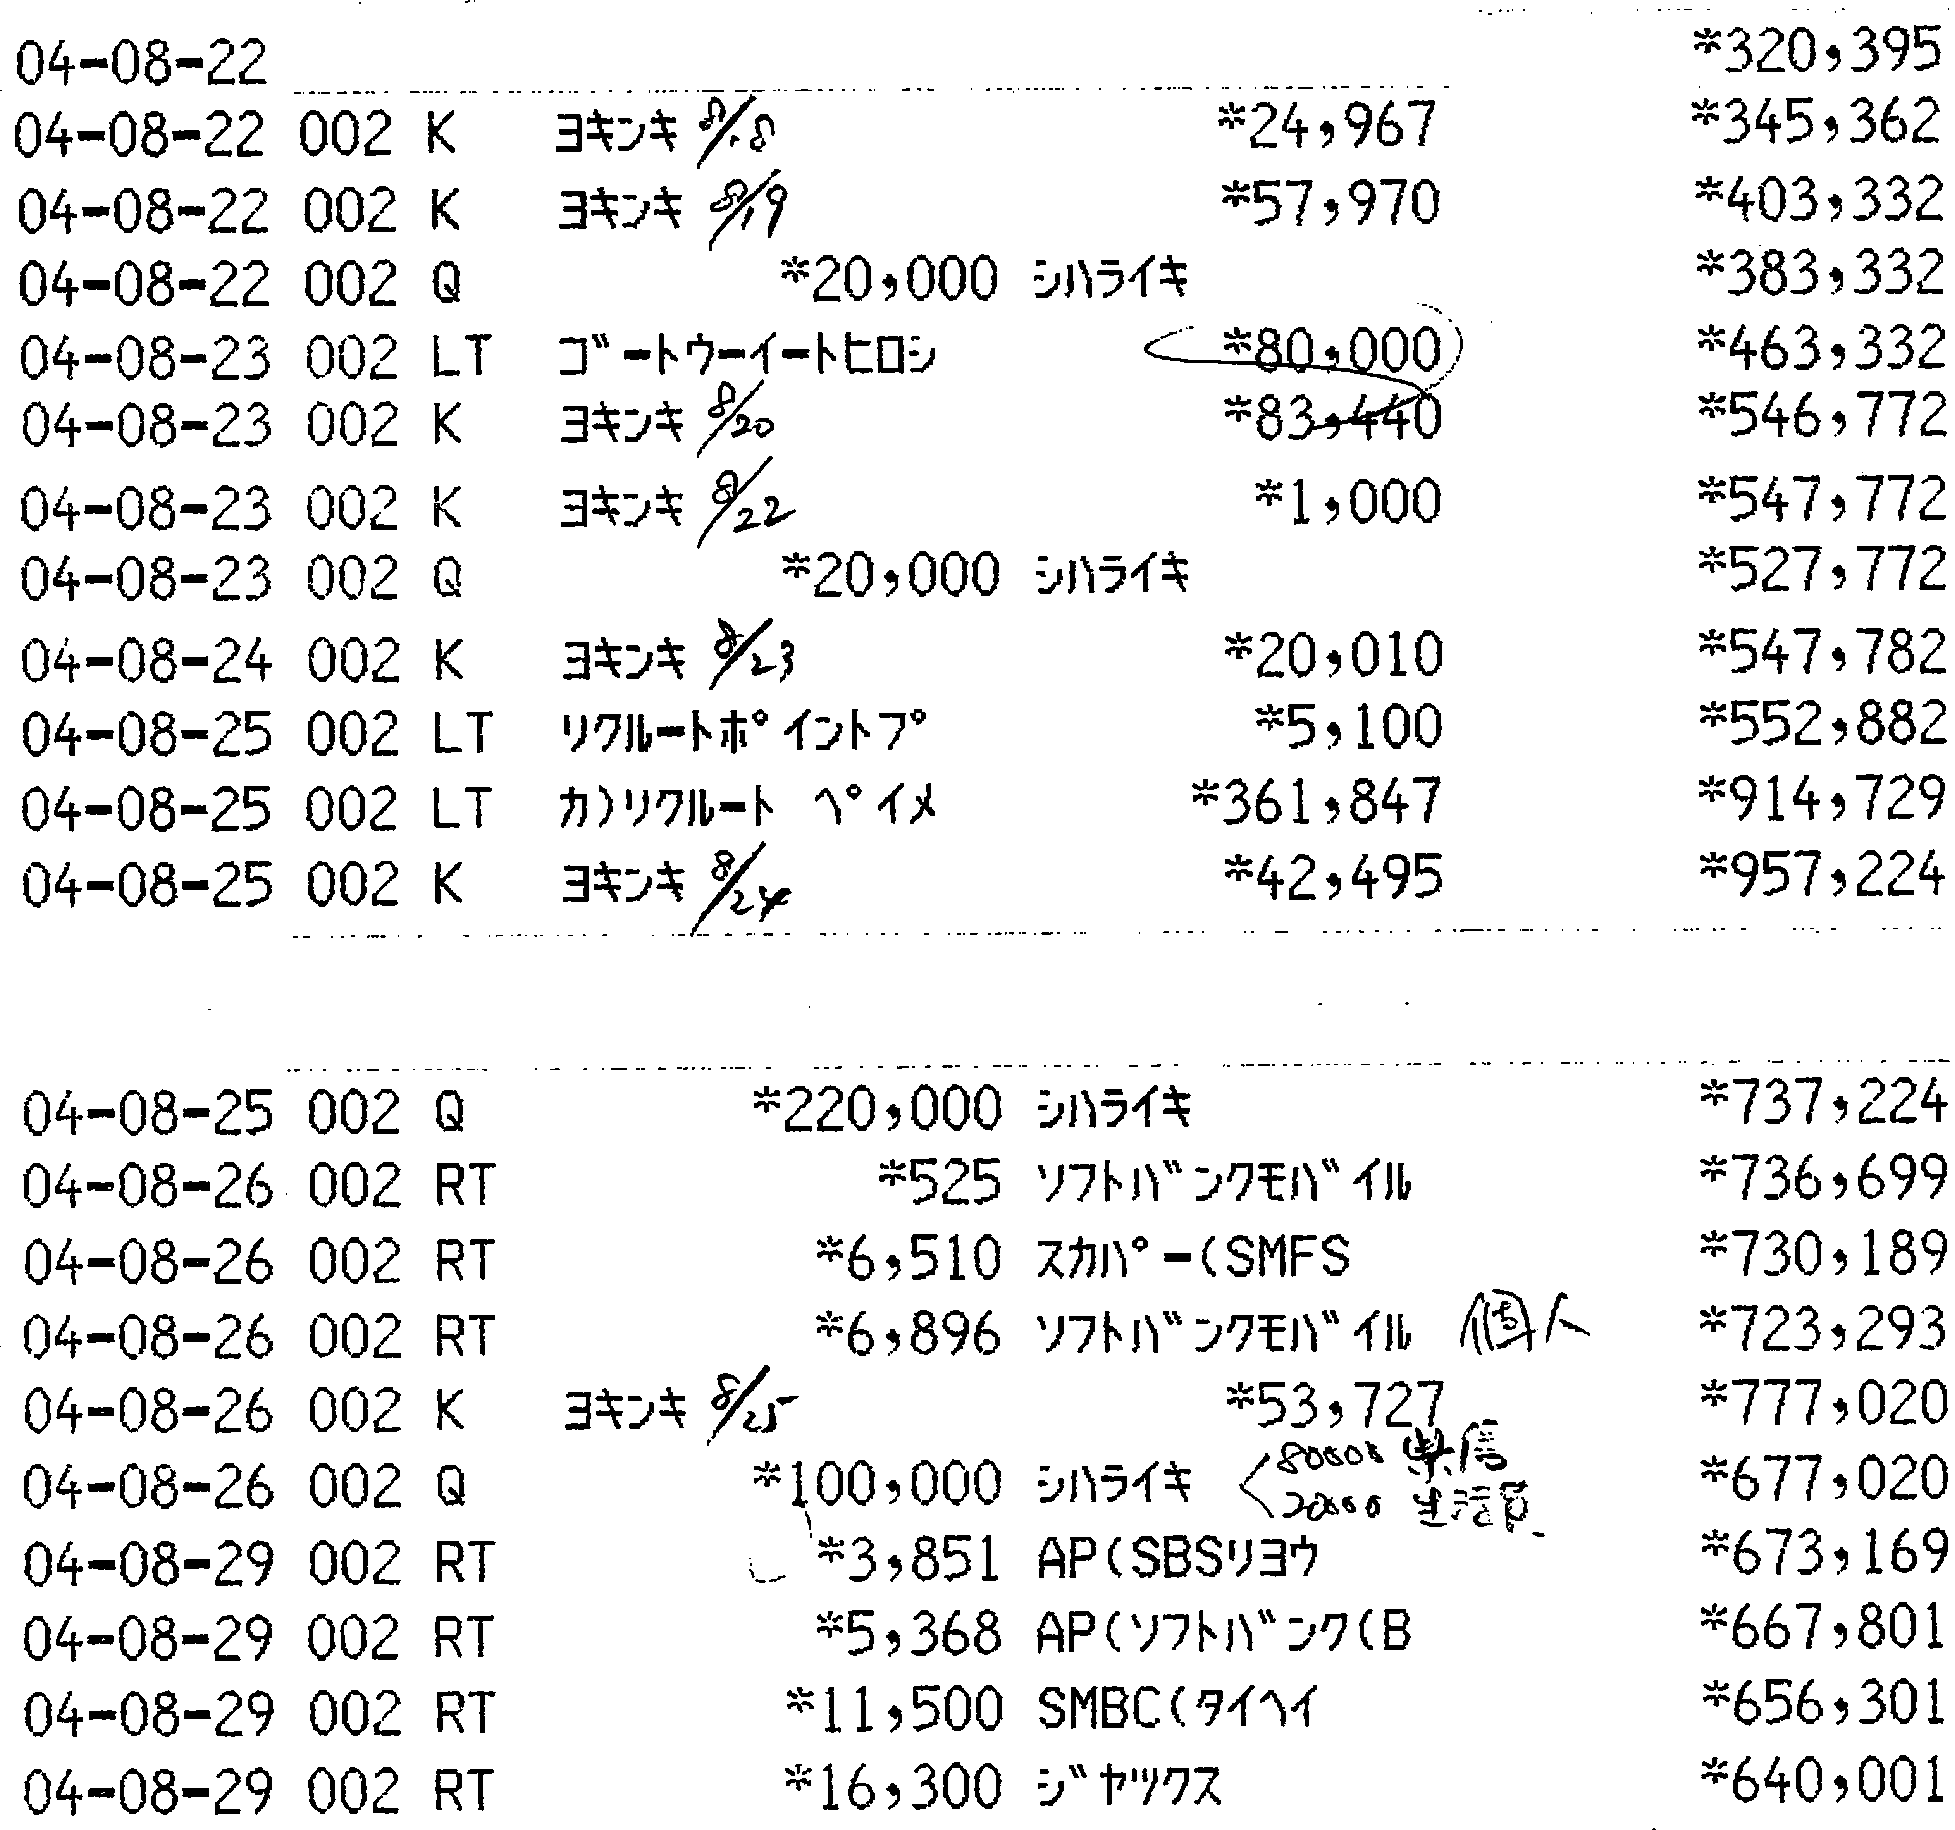 04-08-22 *320,395
04-08-22 002 K ヨキンキ 8/18 *24,967 *345,362
04-08-22 002 K ヨキンキ 8/19 *57,970 *403,332
04-08-22 002 Q *20,000 シハライキ *383,332
04-08-23 002 LT ゴートウーイートヒロシ *80,000 *463,332
04-08-23 002 K ヨキンキ 8/20 *83,440 *546,772
04-08-23 002 K ヨキンキ 8/22 *1,000 *547,772
04-08-23 002 Q *20,000 シハライキ *527,772
04-08-24 002 K ヨキンキ 8/23 *20,010 *547,782
04-08-25 002 LT リクルートポイントプ *5,100 *552,882
04-08-25 002 LT カ)リクルート ペイメ *361,847 *914,729
04-08-25 002 K ヨキンキ 8/24 *42,495 *957,224
04-08-25 002 Q *220,000 シハライキ *737,224
04-08-26 002 RT *525 ソフトバンクモバイル *736,699
04-08-26 002 RT *6,510 スカパー(SMFS *730,189
04-08-26 002 RT *6,896 ソフトバンクモバイル 個人 *723,293
04-08-26 002 K ヨキンキ 8/25 *53,727 *777,020
80000
04-08-26 002 Q *100,000 シハライキ *677,020
20000 生活費
04-08-29 002 RT *3,851 AP(SBSリヨウ *673,169
04-08-29 002 RT *5,368 AP(ソフトバンク(B *667,801
04-08-29 002 RT *11,500 SMBC(タイヘイ *656,301
04-08-29 002 RT *16,300 ジヤツクス *640,001